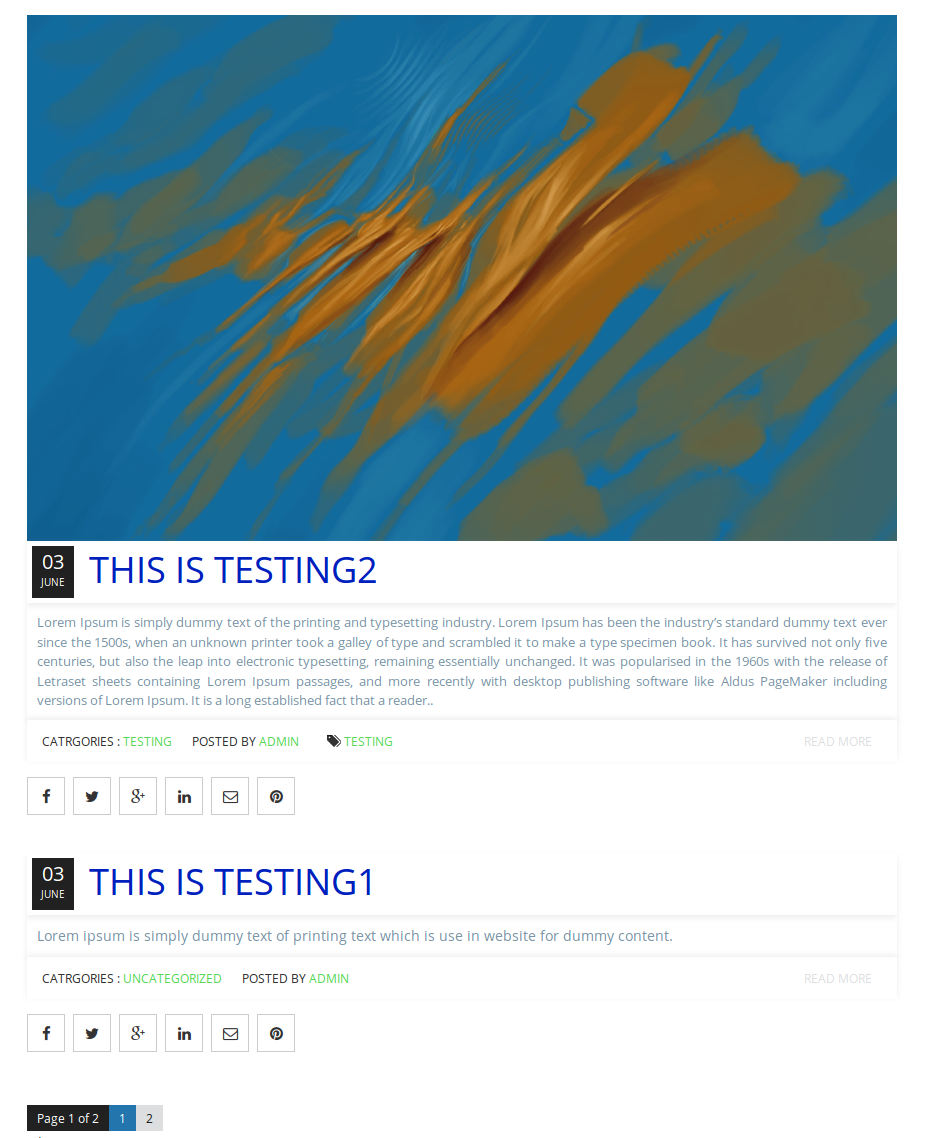 03
JUNE
THIS IS TESTING2
Lorem Ipsum is simply dummy text of the printing and typesetting industry. Lorem Ipsum has been the industry's standard dummy text ever
since the 1500s, when an unknown printer took a galley of type and scrambled it to make a type specimen book. It has survived not only five
centuries, but also the leap into electronic typesetting, remaining essentially unchanged. It was popularised in the 1960s with the release of
Letraset sheets containing Lorem Ipsum passages, and more recently with desktop publishing software like Aldus PageMaker including
versions of Lorem Ipsum. It is a long established fact that a reader..
CATRGORIES : TESTING POSTED BY ADMIN TESTING READ MORE
03
JUNE
THIS IS TESTING1
Lorem ipsum is simply dummy text of printing text which is use in website for dummy content.
CATRGORIES : UNCATEGORIZED POSTED BY ADMIN READ MORE
Page 1 of 2 1 2